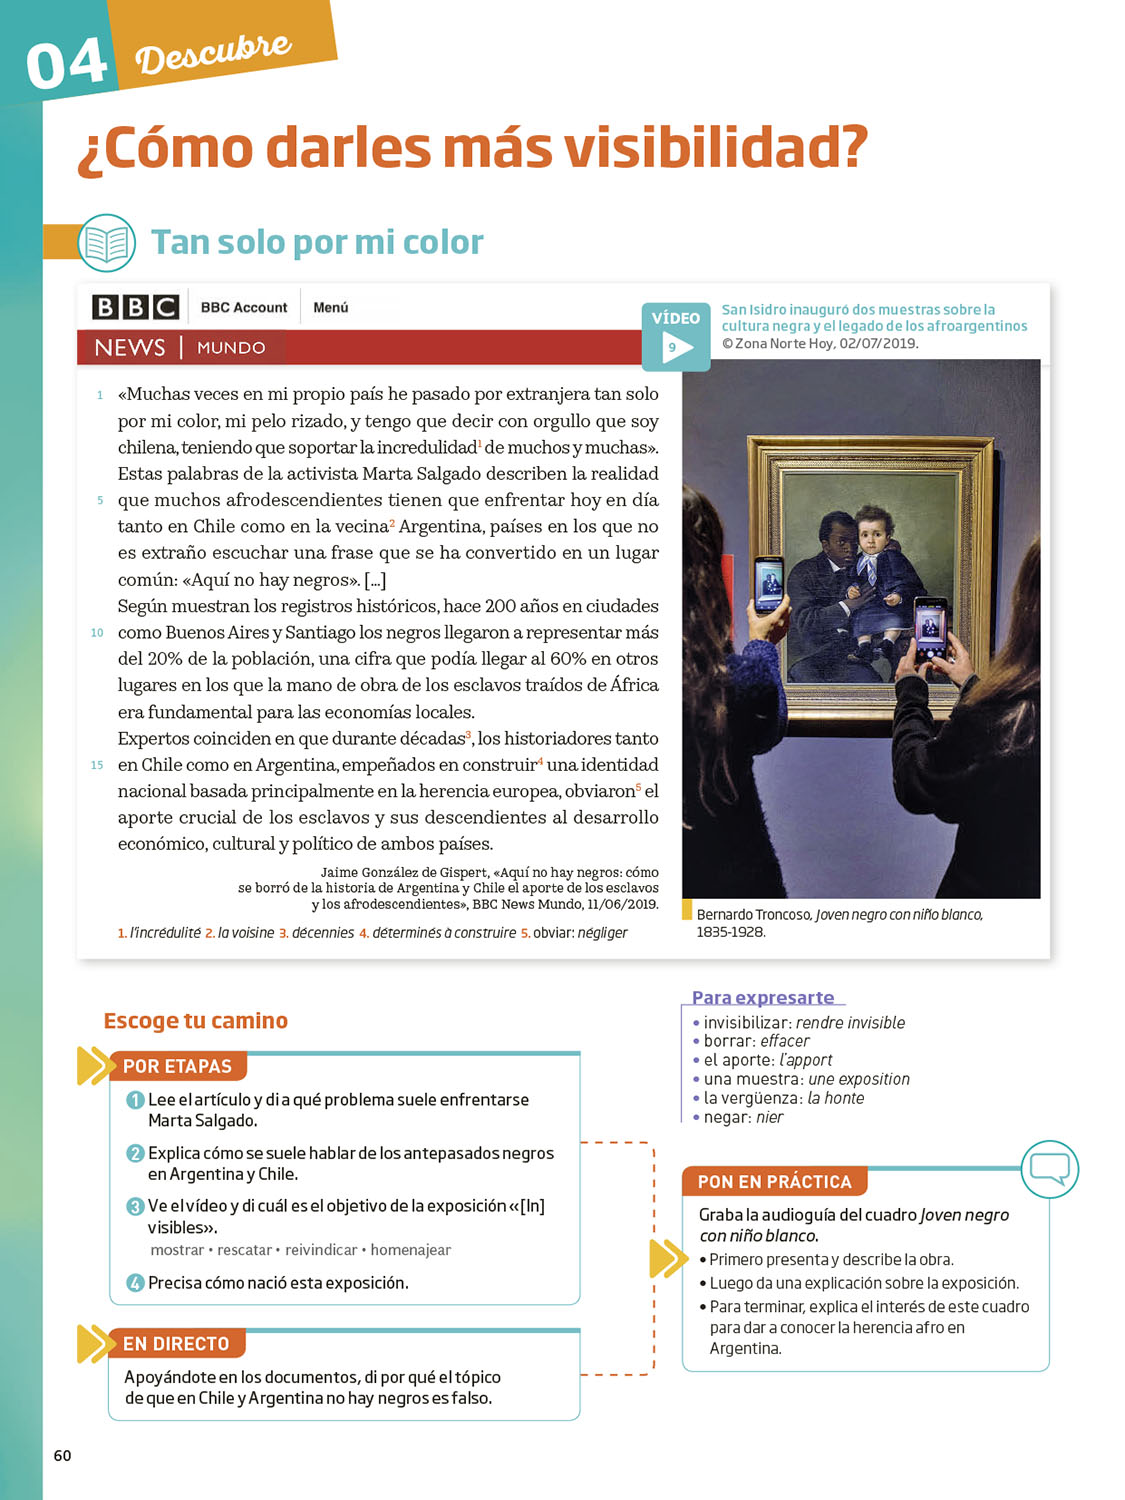 04 Descubre
¿Cómo darles más visibilidad?
Tan solo por mi color
BBC BBC Account Menú
NEWS | MUNDO
VÍDEO
9
San Isidro inauguró dos muestras sobre la
cultura negra y el legado de los afroargentinos
© Zona Norte Hoy, 02/07/2019.
1 «Muchas veces en mi propio país he pasado por extranjera tan solo
por mi color, mi pelo rizado, y tengo que decir con orgullo que soy
chilena, teniendo que soportar la incredulidad1 de muchos y muchas».
Estas palabras de la activista Marta Salgado describen la realidad
5 que muchos afrodescendientes tienen que enfrentar hoy en día
tanto en Chile como en la vecina2 Argentina, países en los que no
es extraño escuchar una frase que se ha convertido en un lugar
común: «Aquí no hay negros». [...]
Según muestran los registros históricos, hace 200 años en ciudades
10 como Buenos Aires y Santiago los negros llegaron a representar más
del 20% de la población, una cifra que podía llegar al 60% en otros
lugares en los que la mano de obra de los esclavos traídos de África
era fundamental para las economías locales.
Expertos coinciden en que durante décadas3, los historiadores tanto
15 en Chile como en Argentina, empeñados en construir4 una identidad
nacional basada principalmente en la herencia europea, obviaron5 el
aporte crucial de los esclavos y sus descendientes al desarrollo
económico, cultural y político de ambos países.
Jaime González de Gispert, «Aquí no hay negros: cómo
se borró de la historia de Argentina y Chile el aporte de los esclavos
y los afrodescendientes», BBC News Mundo, 11/06/2019.
1. l'incrédulité 2. la voisine 3. décennies 4. déterminés à construire 5. obviar: négliger
Bernardo Troncoso, Joven negro con niño blanco,
1835-1928.
Para expresarte
• invisibilizar: rendre invisible
• borrar: effacer
• el aporte: l'apport
• una muestra: une exposition
• la vergüenza: la honte
• negar: nier
Escoge tu camino
POR ETAPAS
1 Lee el artículo y di a qué problema suele enfrentarse
Marta Salgado.
2 Explica cómo se suele hablar de los antepasados negros
en Argentina y Chile.
3 Ve el vídeo y di cuál es el objetivo de la exposición «[In]
visibles».
mostrar • rescatar • reivindicar • homenajear
4 Precisa cómo nació esta exposición.
EN DIRECTO
Apoyándote en los documentos, di por qué el tópico
de que en Chile y Argentina no hay negros es falso.
PON EN PRÁCTICA
Graba la audioguía del cuadro Joven negro
con niño blanco.
• Primero presenta y describe la obra.
• Luego da una explicación sobre la exposición.
• Para terminar, explica el interés de este cuadro
para dar a conocer la herencia afro en
Argentina.
60